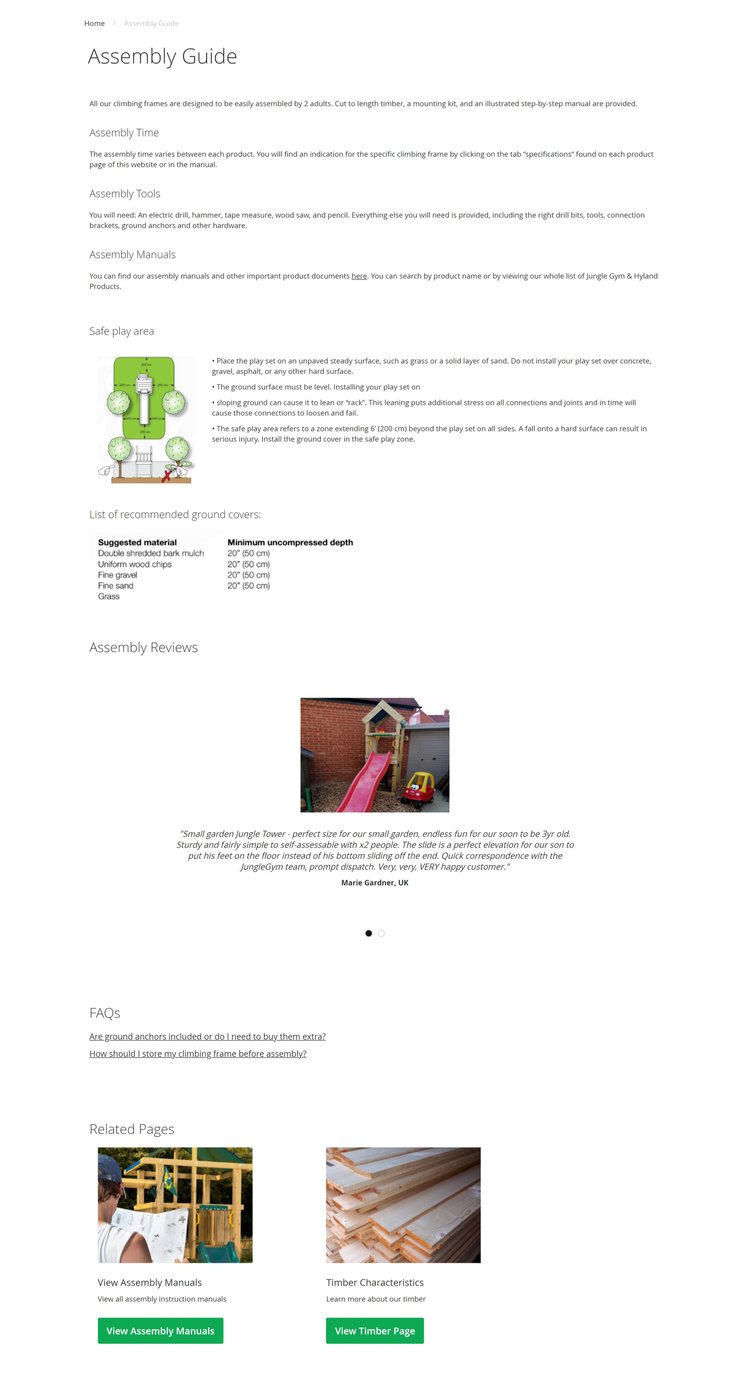 Home
Assembly Guide
Assembly Guide
All our climbing frames are designed to be easily assembled by 2 adults. Cut to length timber, a mounting kit, and an illustrated step-by-step manual are provided.
Assembly Time
The assembly time varies between each product. You will find an indication for the specific climbing frame by clicking on the tab "specifications" found on each product
page of this website or in the manual.
Assembly Tools
You will need: An electric drill, hammer, tape measure, wood saw, and pencil. Everything else you will need is provided, including the right drill bits, tools, connection
brackets, ground anchors and other hardware.
Assembly Manuals
You can find our assembly manuals and other important product documents here. You can search by product name or by viewing our whole list of Jungle Gym & Hyland
Products.
Safe play area
• Place the play set on an unpaved steady surface, such as grass or a solid layer of sand. Do not install your play set over concrete,
gravel, asphalt, or any other hard surface.
• The ground surface must be level. Installing your play set on
• sloping ground can cause it to lean or "rack". This leaning puts additional stress on all connections and joints and in time will
cause those connections to loosen and fail.
• The safe play area refers to a zone extending 6' (200 cm) beyond the play set on all sides. A fall onto a hard surface can result in
serious injury. Install the ground cover in the safe play zone.
List of recommended ground covers:
Suggested material Minimum uncompressed depth
Double shredded bark mulch 20" (50 cm)
Uniform wood chips 20" (50 cm)
Fine gravel 20" (50 cm)
Fine sand 20" (50 cm)
Grass
Assembly Reviews
"Small garden Jungle Tower - perfect size for our small garden, endless fun for our soon to be 3yr old.
Sturdy and fairly simple to self-assessable with x2 people. The slide is a perfect elevation for our son to
put his feet on the floor instead of his bottom sliding off the end. Quick correspondence with the
JungleGym team, prompt dispatch. Very, very, VERY happy customer."
Marie Gardner, UK
FAQs
Are ground anchors included or do I need to buy them extra?
How should I store my climbing frame before assembly?
Related Pages
View Assembly Manuals
View all assembly instruction manuals
View Assembly Manuals
Timber Characteristics
Learn more about our timber
View Timber Page